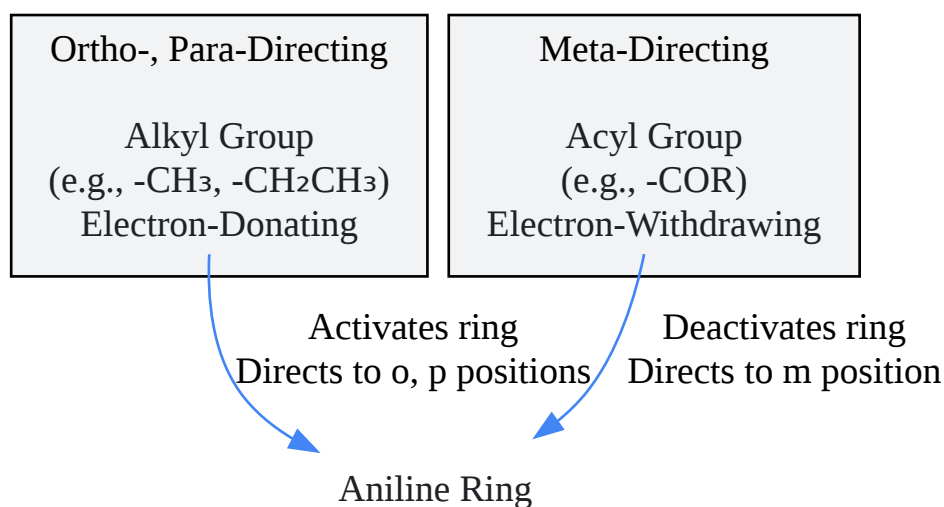 Ortho-, Para-Directing
Alkyl Group
(e.g., -CH₃, -CH₂CH₃)
Electron-Donating
Meta-Directing
Acyl Group
(e.g., -COR)
Electron-Withdrawing
Activates ring
Directs to o, p positions
Deactivates ring
Directs to m position
Aniline Ring